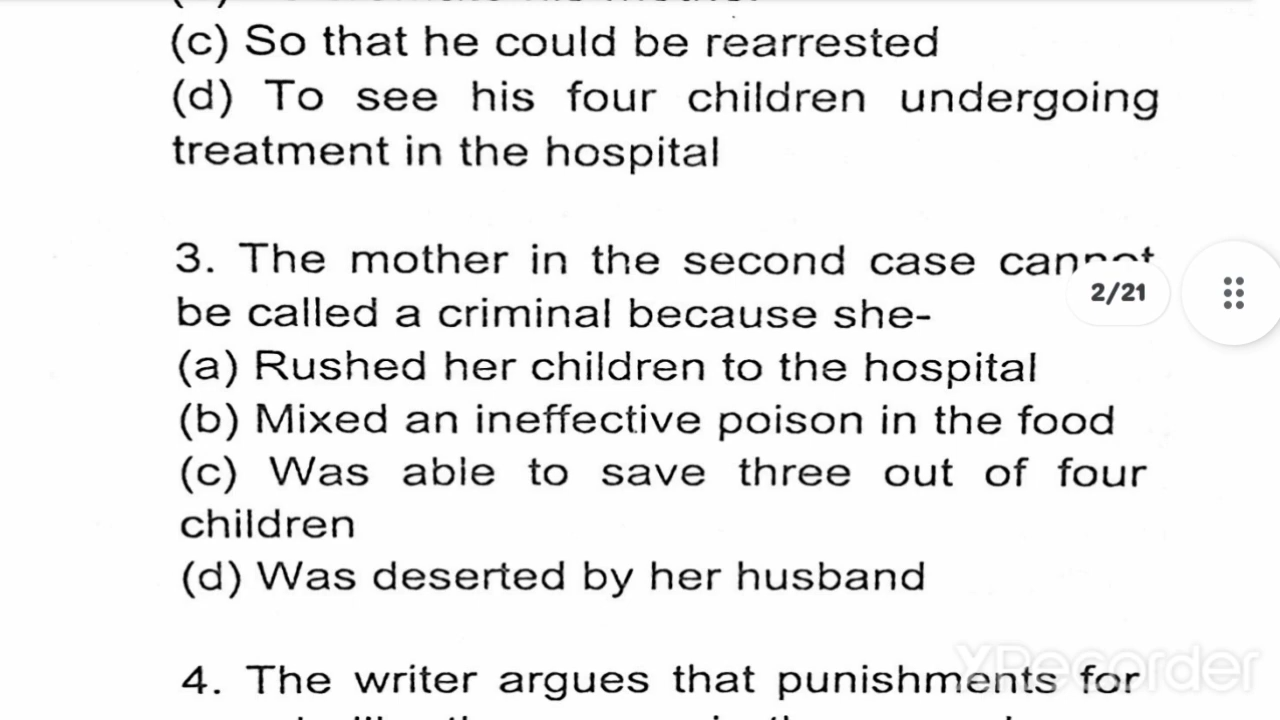 (c) So that he could be rearrested
(d) To see his four children undergoing
treatment in the hospital
3. The mother in the second case cannot
be called a criminal because she-
2/21
(a) Rushed her children to the hospital
(b) Mixed an ineffective poison in the food
(c) Was able to save three out of four
children
(d) Was deserted by her husband
4. The writer argues that punishments for
XRecorder